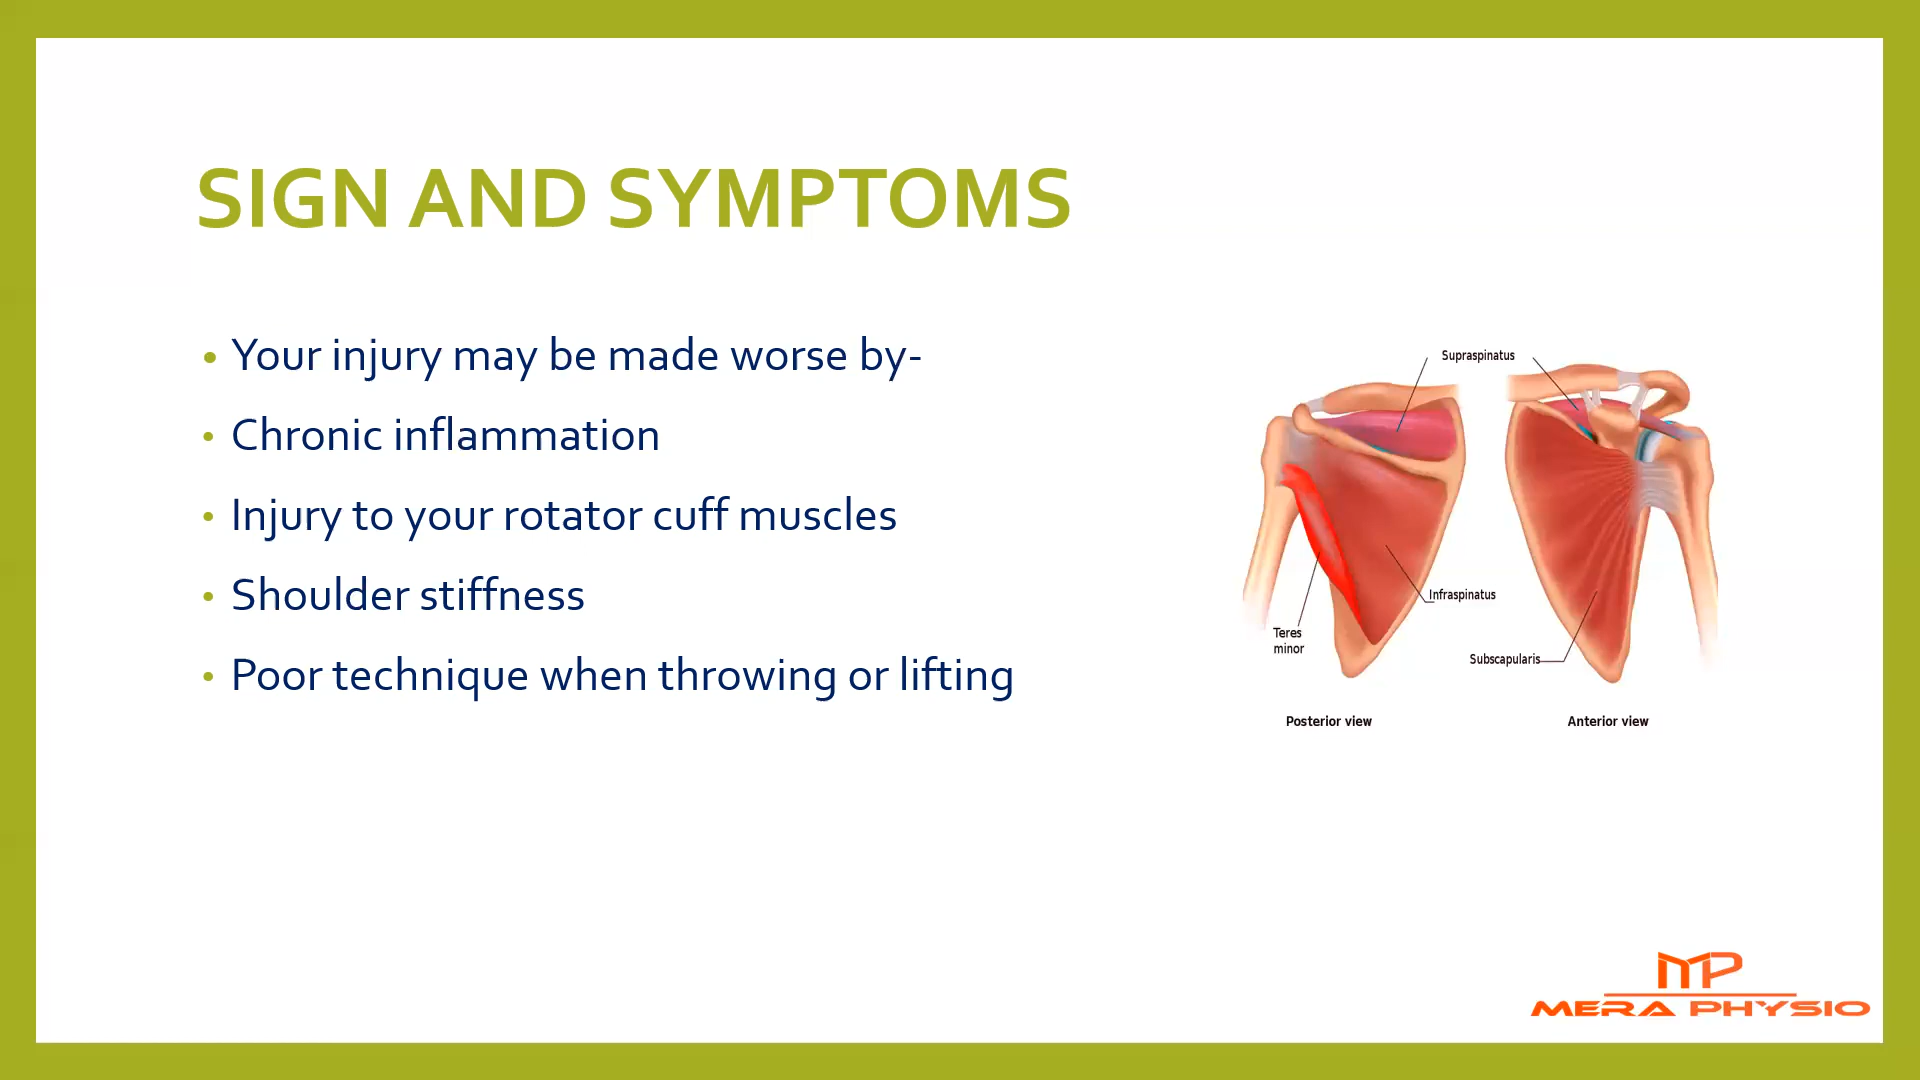 SIGN AND SYMPTOMS
• Your injury may be made worse by-
• Chronic inflammation
• Injury to your rotator cuff muscles
• Shoulder stiffness
• Poor technique when throwing or lifting
Supraspinatus
Infraspinatus
Teres
minor
Subscapularis
Posterior view
Anterior view
MP
MERA PHYSIO